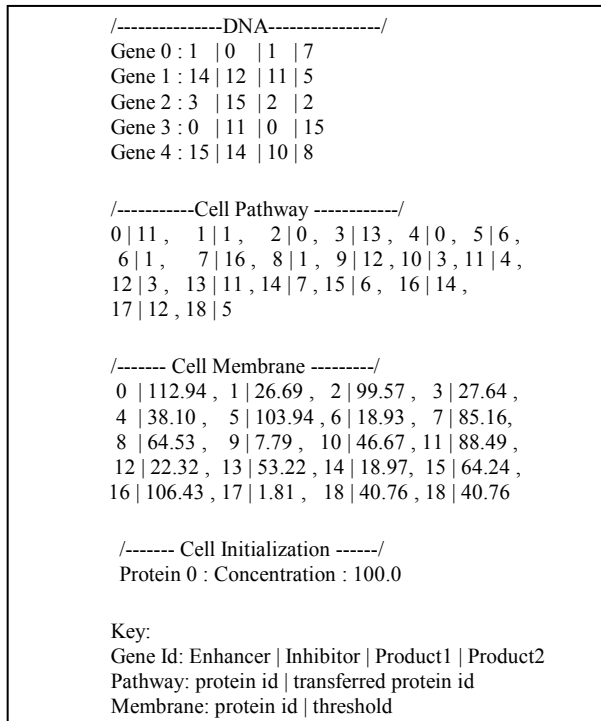 /---------------DNA----------------/
Gene 0 : 1 | 0 | 1 | 7
Gene 1 : 14 | 12 | 11 | 5
Gene 2 : 3 | 15 | 2 | 2
Gene 3 : 0 | 11 | 0 | 15
Gene 4 : 15 | 14 | 10 | 8
/-----------Cell Pathway ------------/
0 | 11 , 1 | 1 , 2 | 0 , 3 | 13 , 4 | 0 , 5 | 6 ,
6 | 1 , 7 | 16 , 8 | 1 , 9 | 12 , 10 | 3 , 11 | 4 ,
12 | 3 , 13 | 11 , 14 | 7 , 15 | 6 , 16 | 14 ,
17 | 12 , 18 | 5
/------- Cell Membrane ---------/
0 | 112.94 , 1 | 26.69 , 2 | 99.57 , 3 | 27.64 ,
4 | 38.10 , 5 | 103.94 , 6 | 18.93 , 7 | 85.16,
8 | 64.53 , 9 | 7.79 , 10 | 46.67 , 11 | 88.49 ,
12 | 22.32 , 13 | 53.22 , 14 | 18.97, 15 | 64.24 ,
16 | 106.43 , 17 | 1.81 , 18 | 40.76 , 18 | 40.76
/------- Cell Initialization ------/
Protein 0 : Concentration : 100.0
Key:
Gene Id: Enhancer | Inhibitor | Product1 | Product2
Pathway: protein id | transferred protein id
Membrane: protein id | threshold